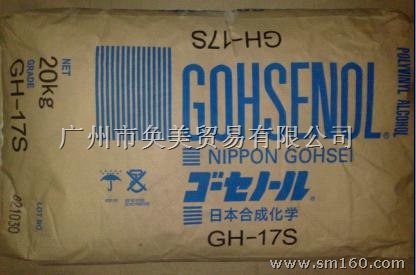 GH-17S
NET
20kg
GRADE
GH-17S
021030
LOT NO
GOHSENOL®
POLYVINYL ALCOHOL
NIPPON GOHSEI
ゴーセノール®
日本合成化学
GH-17S
广州市奂美贸易有限公司
www.sm160.com